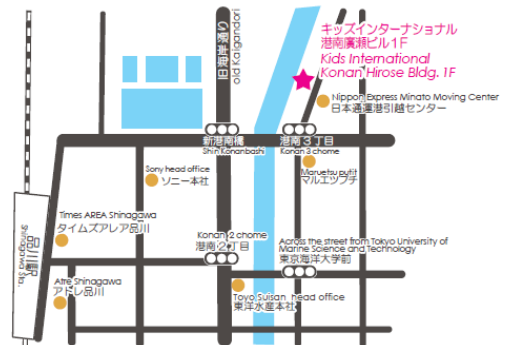 キッズインターナショナル
港南廣瀬ビル1F
Kids International
Konan Hirose Bldg. 1F
旧海岸通り
old Kaigandori
Nippon Express Minato Moving Center
日本通運港引越センター
新港南橋
Shin Konanbashi
港南3丁目
Konan 3 chome
Maruetsu putit
マルエツプチ
Sony head office
ソニー本社
Times AREA Shinagawa
タイムズアレア品川
Konan 2 chome
港南2丁目
Across the street from Tokyo University of
Marine Science and Technology
東京海洋大学前
品川駅
Shinagawa Sta.
Atre Shinagawa
アトレ品川
Toyo Suisan head office
東洋水産本社